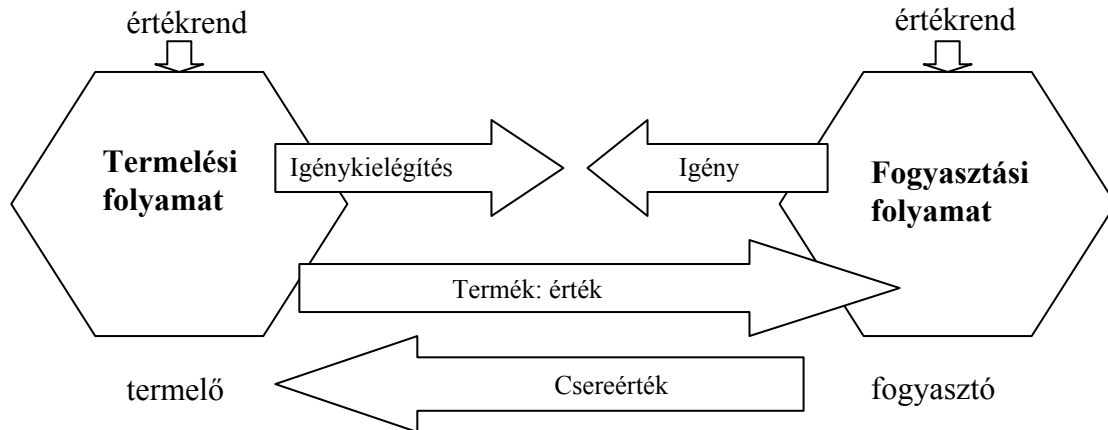 értékrend
értékrend
Termelési
folyamat
Igénykielégítés
Igény
Fogyasztási
folyamat
Termék: érték
termelő
Csereérték
fogyasztó